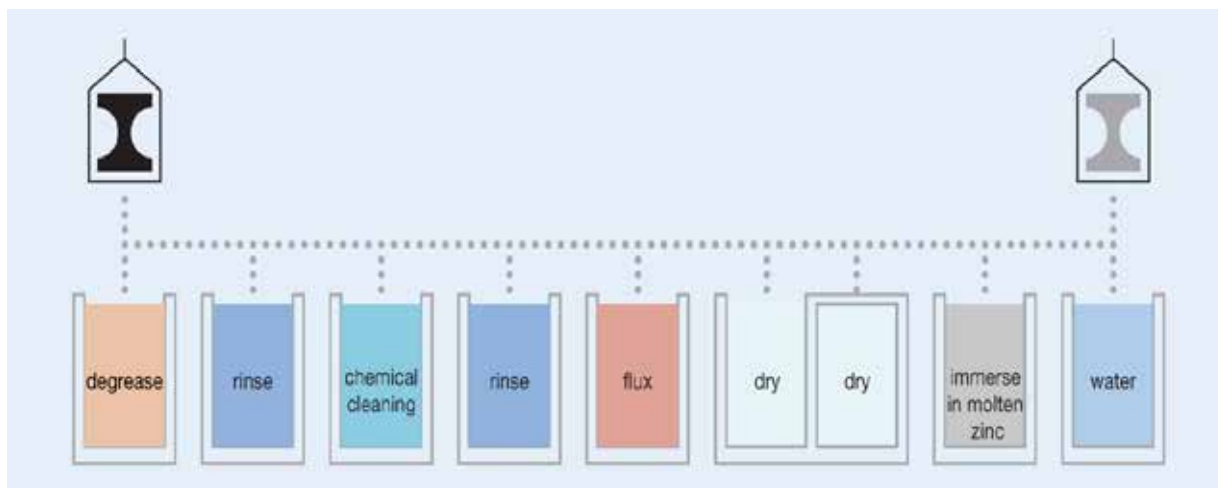 degrease
rinse
chemical
cleaning
rinse
flux
dry
dry
immerse
in molten
zinc
water